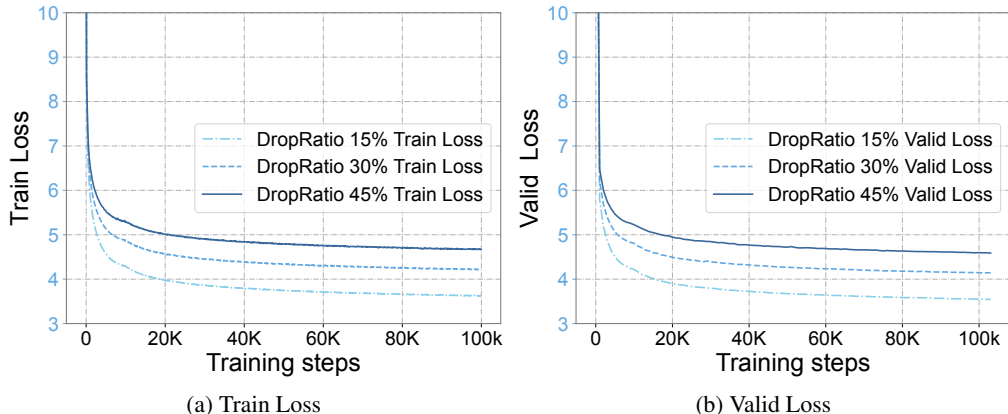 Train Loss
10
9
8
7
6
5
4
3
DropRatio 15% Train Loss
DropRatio 30% Train Loss
DropRatio 45% Train Loss
0 20K 40K 60K 80K 100k
Training steps
(a) Train Loss
Valid Loss
10
9
8
7
6
5
4
3
DropRatio 15% Valid Loss
DropRatio 30% Valid Loss
DropRatio 45% Valid Loss
0 20K 40K 60K 80K 100k
Training steps
(b) Valid Loss